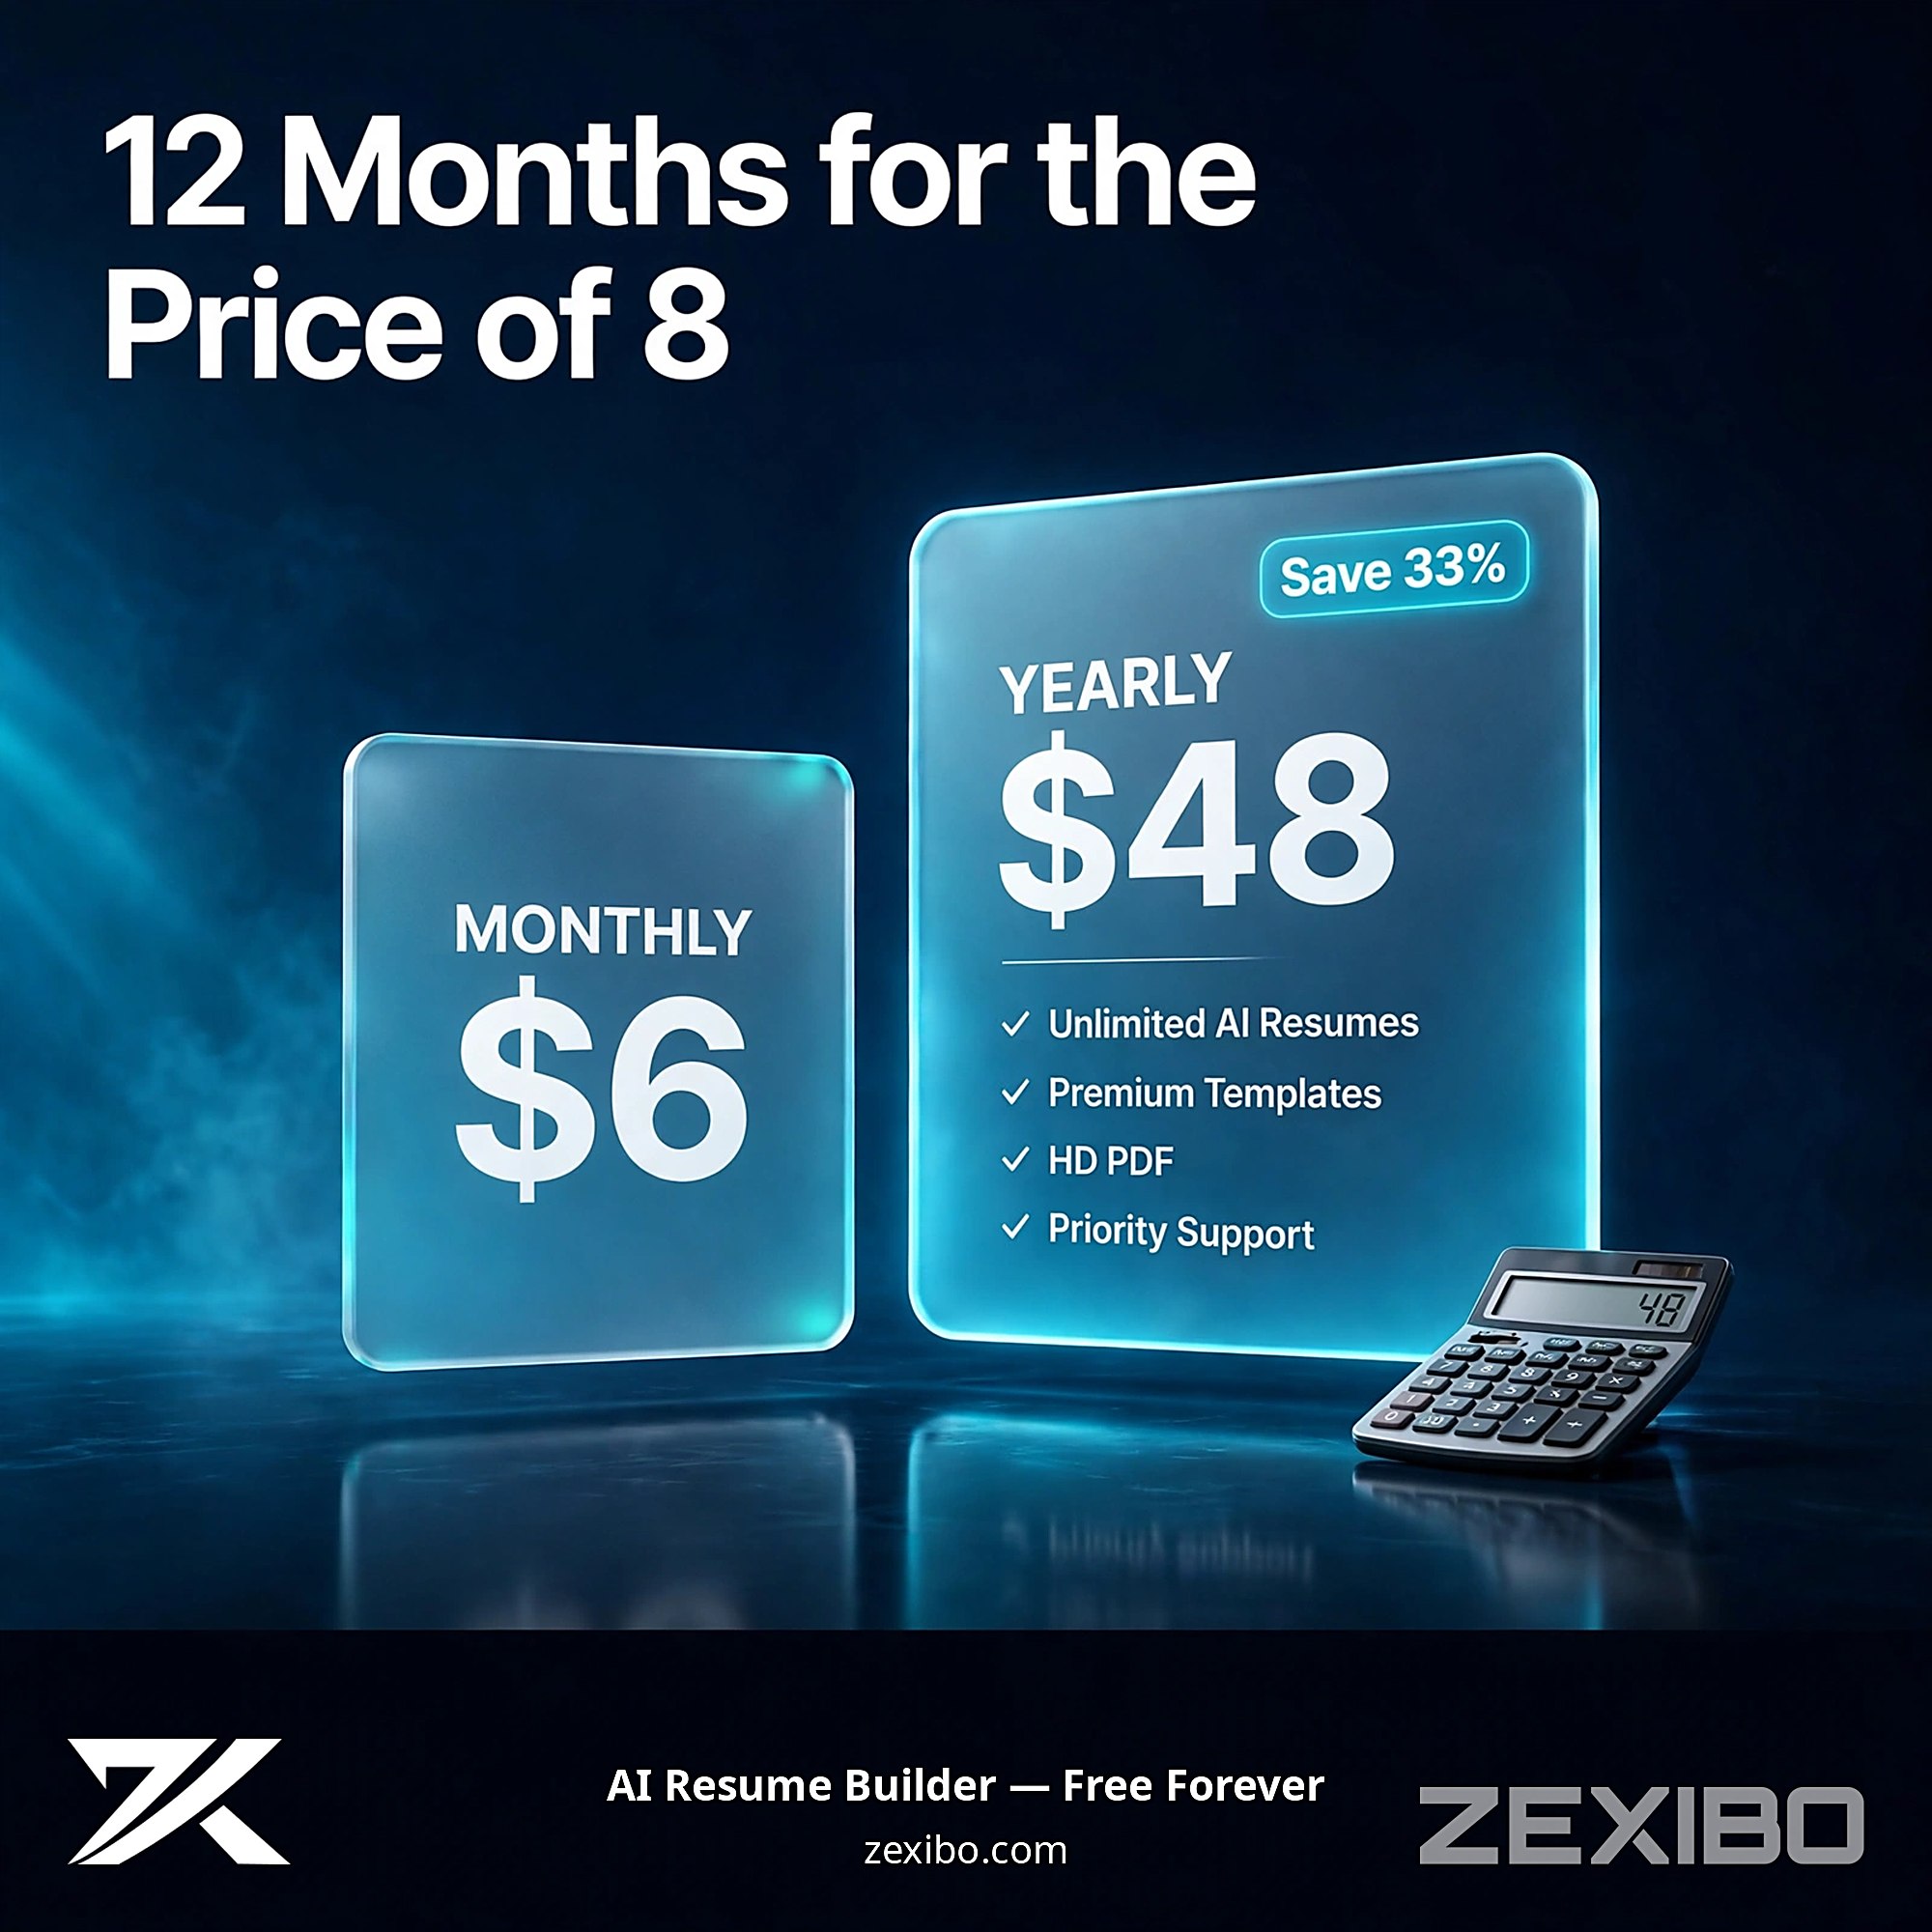 12 Months for the
Price of 8
Save 33%
YEARLY
$48
MONTHLY
$6
✓ Unlimited AI Resumes
✓ Premium Templates
✓ HD PDF
✓ Priority Support
48
AI Resume Builder — Free Forever
zexibo.com
ZEXIBO